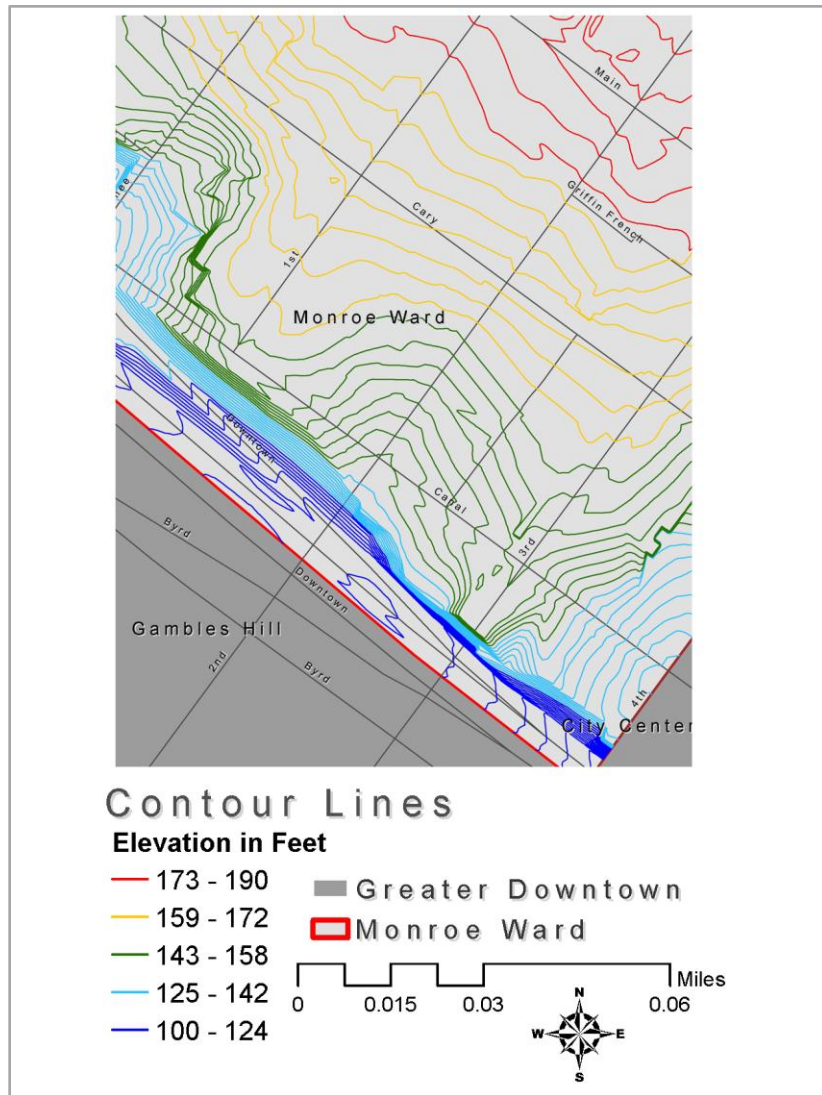 Main
Griffin French
Cary
1st
Monroe Ward
Downtown
Canal
3rd
Byrd
Downtown
Gambles Hill
2nd
Byrd
4th
City Center
Contour Lines
Elevation in Feet
173 - 190
159 - 172
143 - 158
125 - 142
100 - 124
Greater Downtown
Monroe Ward
Miles
0 0.015 0.03 0.06
N
W E
S